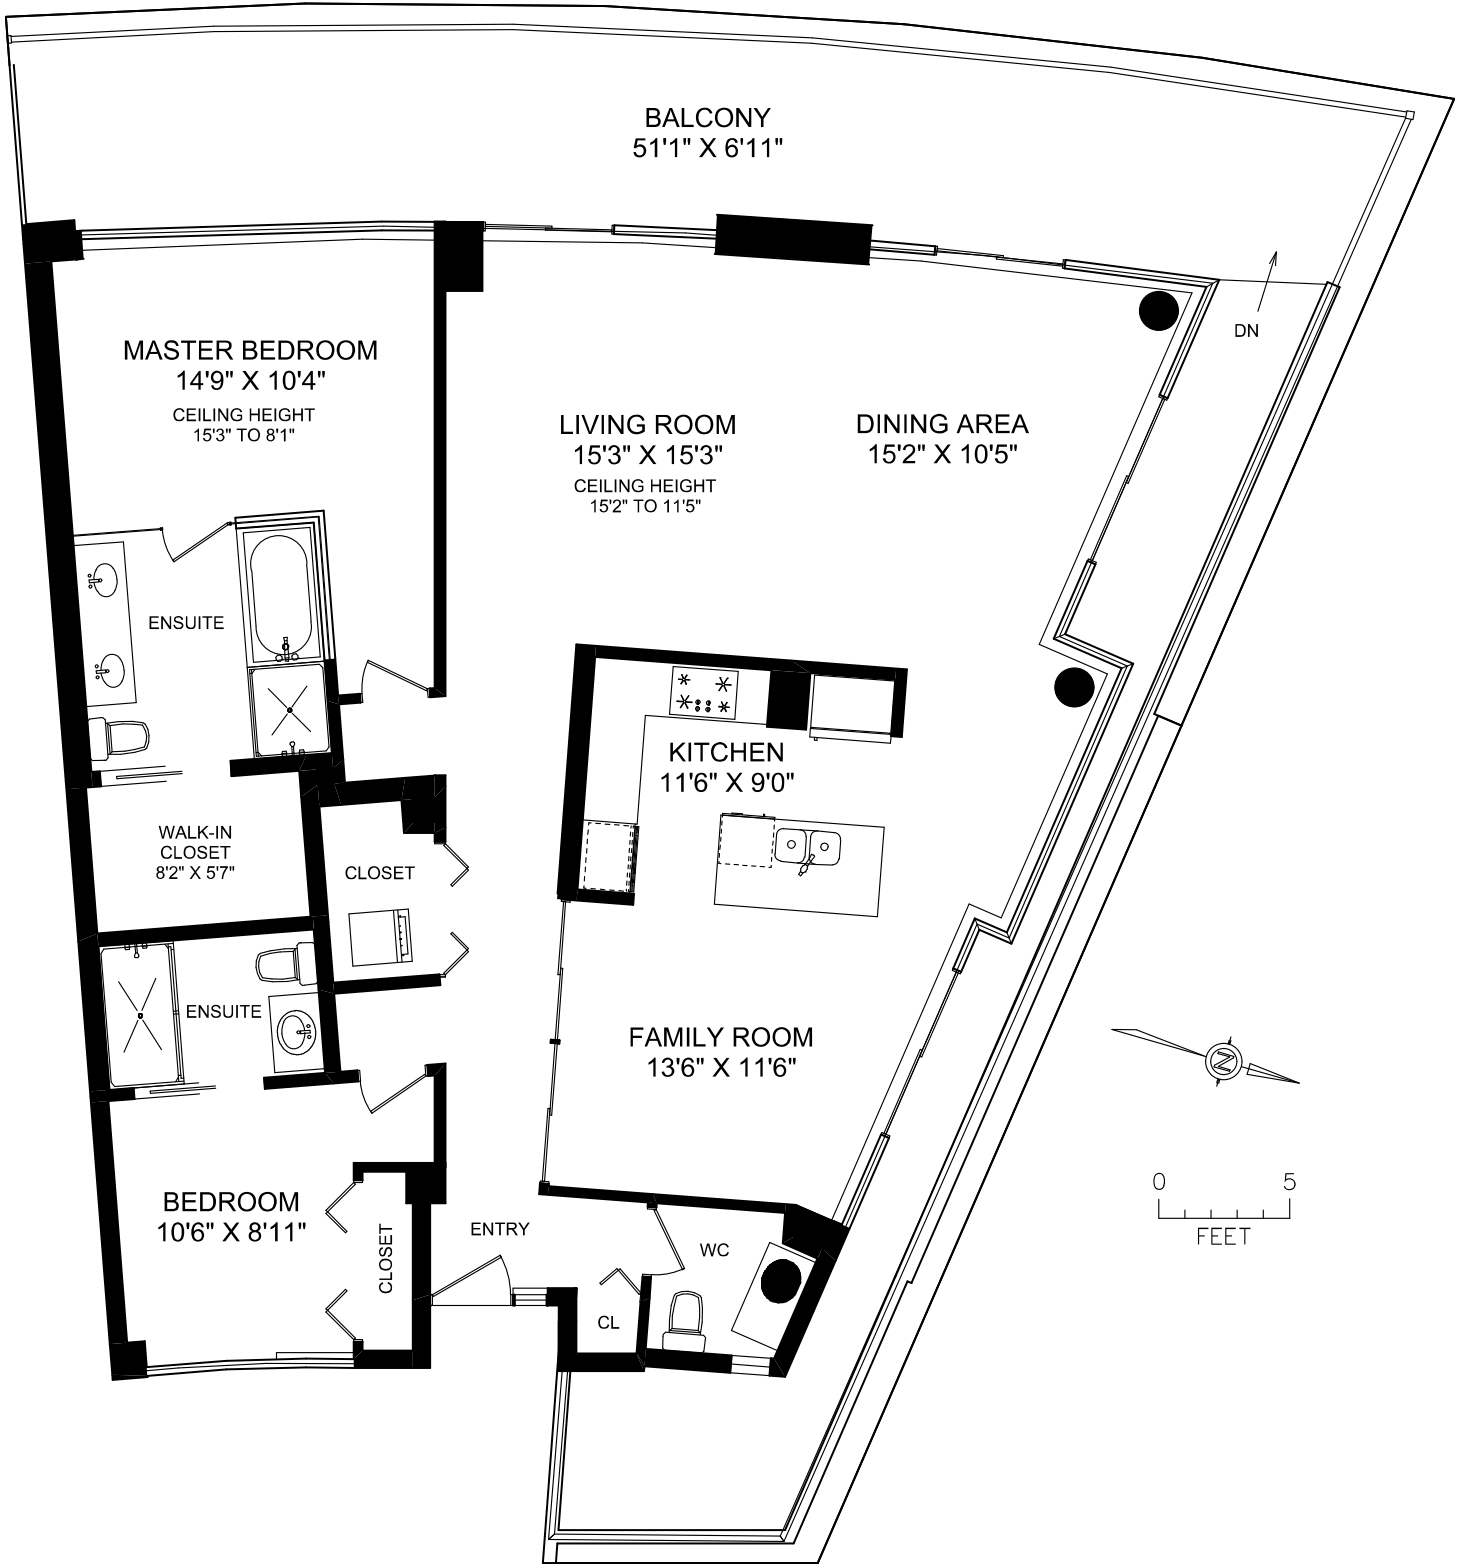 BALCONY
51'1" X 6'11"
DN
MASTER BEDROOM
14'9" X 10'4"
CEILING HEIGHT
15'3" TO 8'1"
LIVING ROOM
15'3" X 15'3"
CEILING HEIGHT
15'2" TO 11'5"
DINING AREA
15'2" X 10'5"
ENSUITE
KITCHEN
11'6" X 9'0"
WALK-IN
CLOSET
8'2" X 5'7"
CLOSET
ENSUITE
FAMILY ROOM
13'6" X 11'6"
N
BEDROOM
10'6" X 8'11"
CLOSET
ENTRY
WC
CL
0 5
FEET